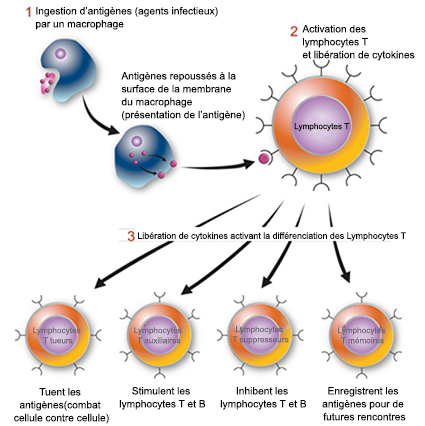 1 Ingestion d'antigènes (agents infectieux)
par un macrophage
2 Activation des
lymphocytes T
et libération de cytokines
Antigènes repoussés à la
surface de la membrane
du macrophage
(présentation de l'antigène)
Lymphocytes T
3 Libération de cytokines activant la différenciation des Lymphocytes T
Lymphocytes
T tueurs
Lymphocytes
T auxiliaires
Lymphocytes
T suppresseurs
Lymphocytes
T mémoires
Tuent les
antigènes(combat
cellule contre cellule)
Stimulent les
lymphocytes T et B
Inhibent les
lymphocytes T et B
Enregistrent les
antigènes pour de
futures rencontres